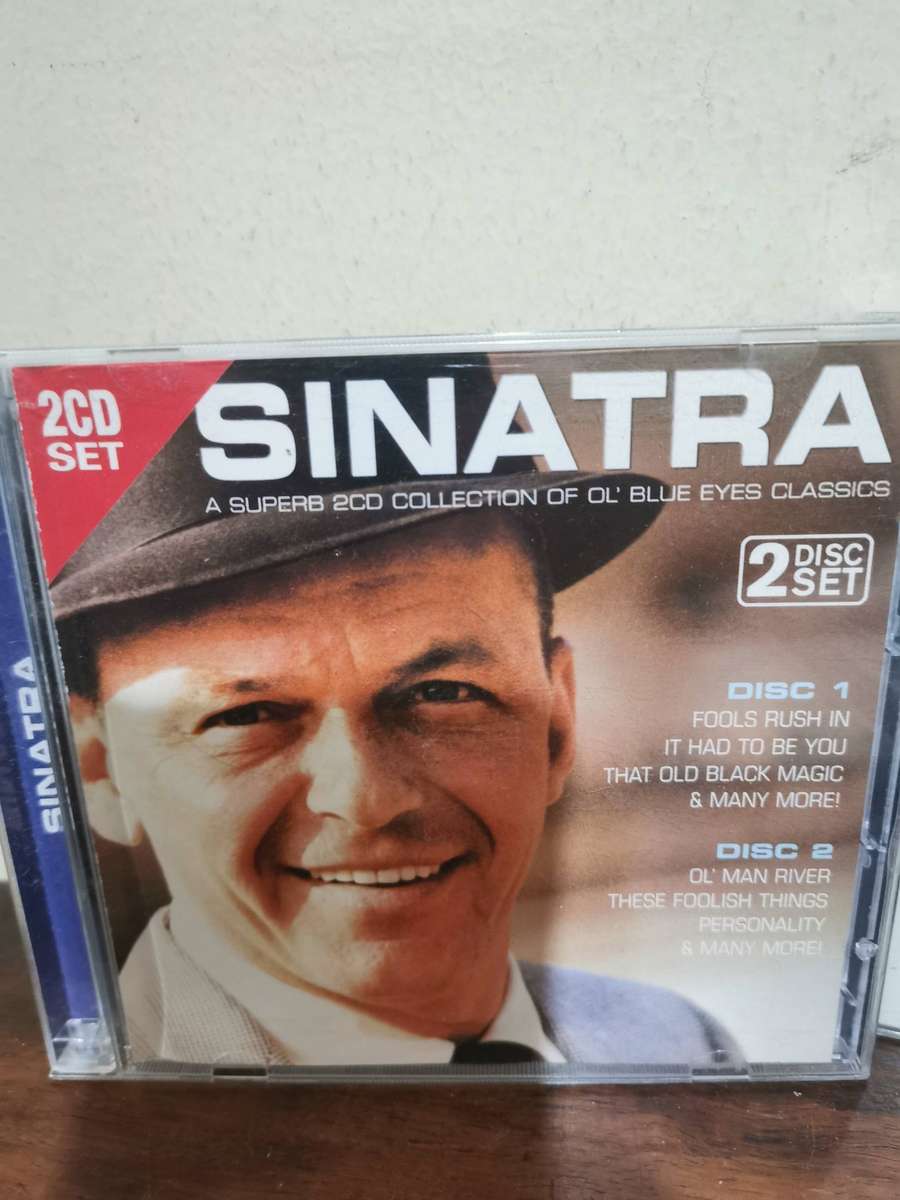 2CD
SET
SINATRA
A SUPERB 2CD COLLECTION OF OL' BLUE EYES CLASSICS
2 DISC
SET
DISC 1
FOOLS RUSH IN
IT HAD TO BE YOU
THAT OLD BLACK MAGIC
& MANY MORE!
DISC 2
OL' MAN RIVER
THESE FOOLISH THINGS
PERSONALITY
& MANY MORE!
SINATRA